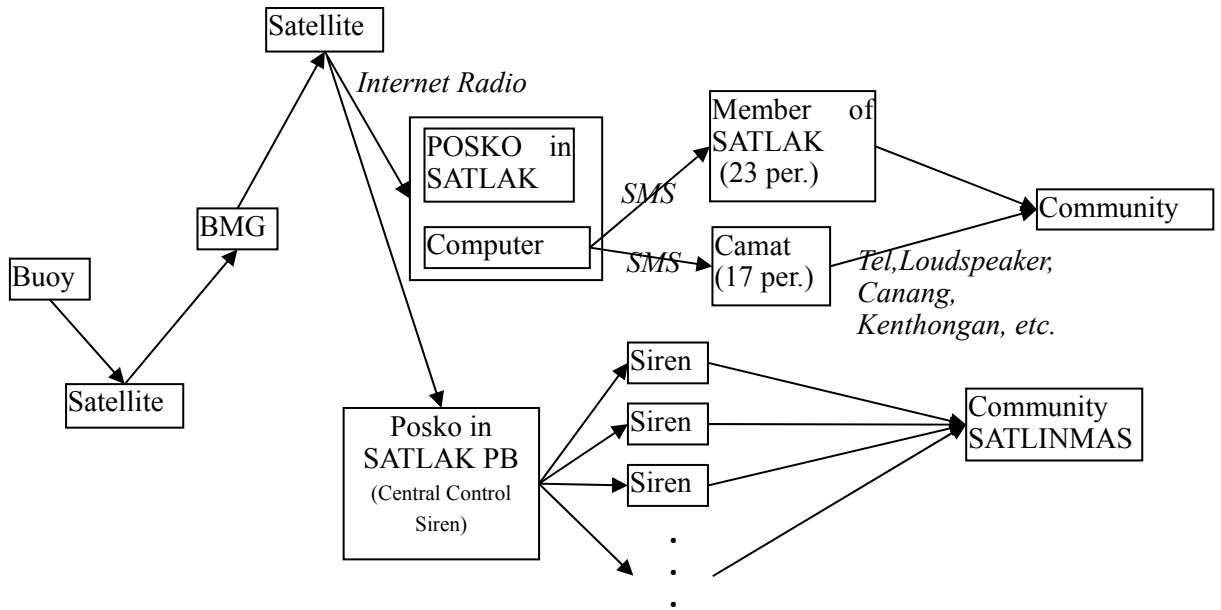 Satellite
Internet Radio
POSKO in
SATLAK
Computer
SMS
SMS
Member of
SATLAK
(23 per.)
Camat
(17 per.)
Community
Tel,Loudspeaker,
Canang,
Kenthongan, etc.
BMG
Buoy
Satellite
Posko in
SATLAK PB
(Central Control
Siren)
Siren
Siren
Siren
Community
SATLINMAS